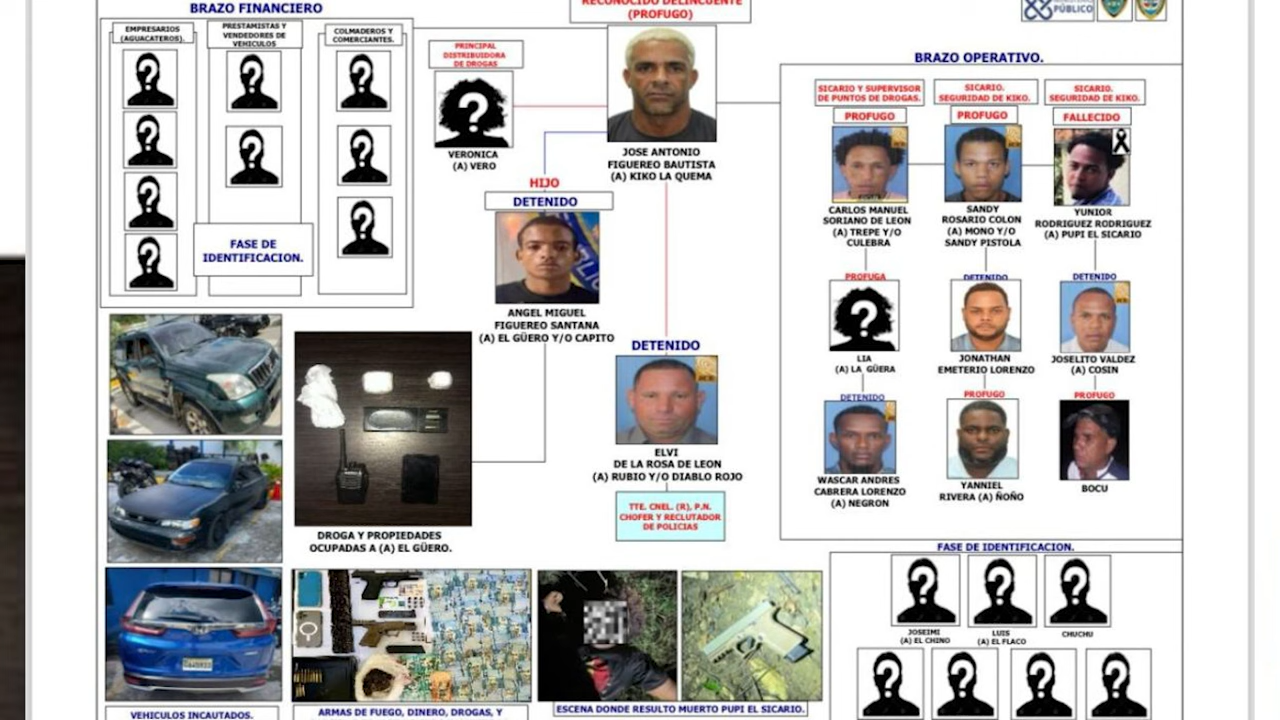 BRAZO FINANCIERO
EMPRESARIOS
(AGUACATEROS).
PRESTAMISTAS Y
VENDEDORES DE
VEHICULOS
COLMADEROS Y
COMERCIANTES.
FASE DE
IDENTIFICACION.
RECONOCIDO DELINCUENTE
(PROFUGO)
PRINCIPAL
DISTRIBUIDORA
DE DROGAS
VERONICA
(A) VERO
JOSE ANTONIO
FIGUEREO BAUTISTA
(A) KIKO LA QUEMA
HIJO
DETENIDO
ANGEL MIGUEL
FIGUEREO SANTANA
(A) EL GÜERO Y/O CAPITO
DETENIDO
ELVI
DE LA ROSA DE LEON
(A) RUBIO Y/O DIABLO ROJO
TTE. CNEL. (R), P.N.
CHOFER Y RECLUTADOR
DE POLICIAS
PÚBLICO
BRAZO OPERATIVO.
SICARIO Y SUPERVISOR
DE PUNTOS DE DROGAS.
PROFUGO
CARLOS MANUEL
SORIANO DE LEON
(A) TREPE Y/O
CULEBRA
SICARIO.
SEGURIDAD DE KIKO.
PROFUGO
SANDY
ROSARIO COLON
(A) MONO Y/O
SANDY PISTOLA
SICARIO.
SEGURIDAD DE KIKO.
FALLECIDO
YUNIOR
RODRIGUEZ RODRIGUEZ
(A) PUPI EL SICARIO
PROFUGA
LIA
(A) LA GÜERA
DETENIDO
JONATHAN
EMETERIO LORENZO
DETENIDO
JOSELITO VALDEZ
(A) COSIN
DETENIDO
WASCAR ANDRES
CABRERA LORENZO
(A) NEGRON
PROFUGO
YANNIEL
RIVERA (A) ÑOÑO
PROFUGO
BOCU
DROGA Y PROPIEDADES
OCUPADAS A (A) EL GÜERO.
FASE DE IDENTIFICACION.
JOSEIMI
(A) EL CHINO
LUIS
(A) EL FLACO
CHUCHU
VEHICULOS INCAUTADOS.
ARMAS DE FUEGO, DINERO, DROGAS, Y
ESCENA DONDE RESULTO MUERTO PUPI EL SICARIO.